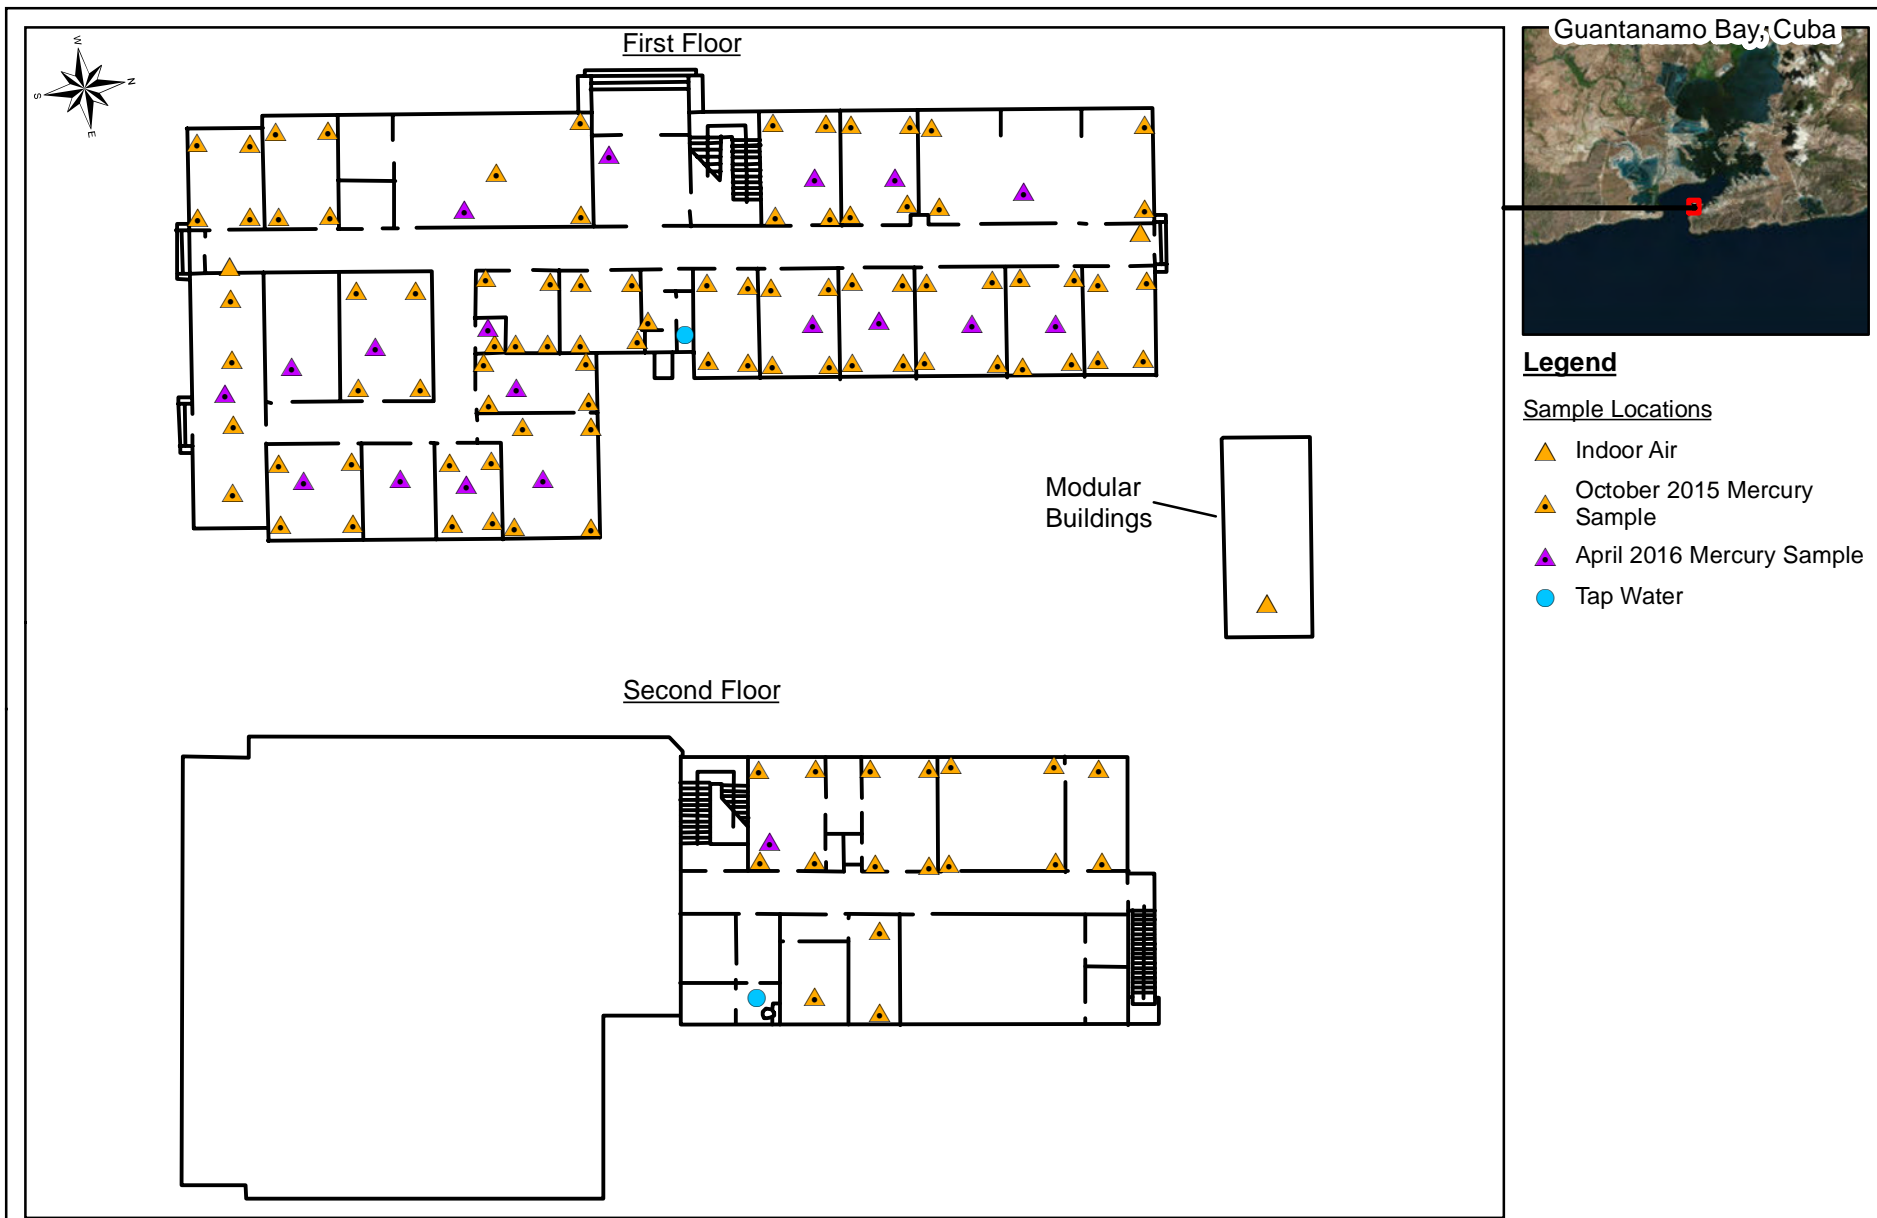 First Floor
Guantanamo Bay, Cuba
W
N
S
E
Legend
Sample Locations
Indoor Air
October 2015 Mercury
Sample
April 2016 Mercury Sample
Tap Water
Modular
Buildings
Second Floor